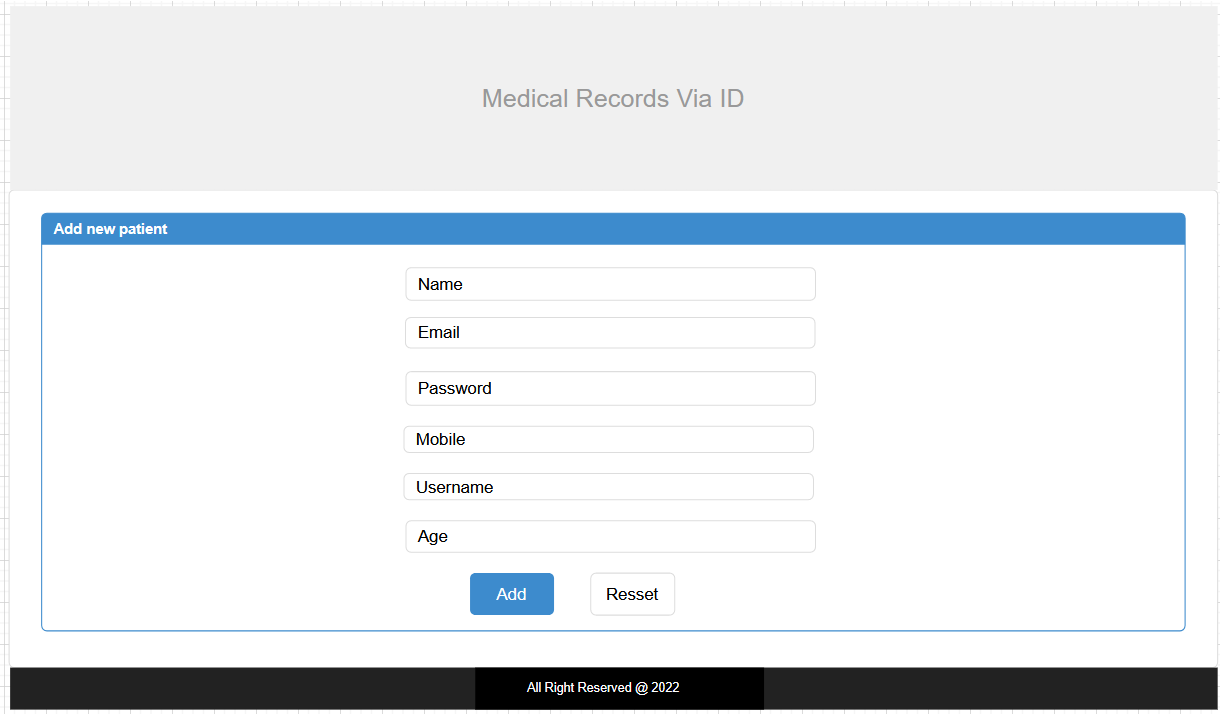 Medical Records Via ID
Add new patient
Name
Email
Password
Mobile
Username
Age
Add Resset
All Right Reserved @ 2022